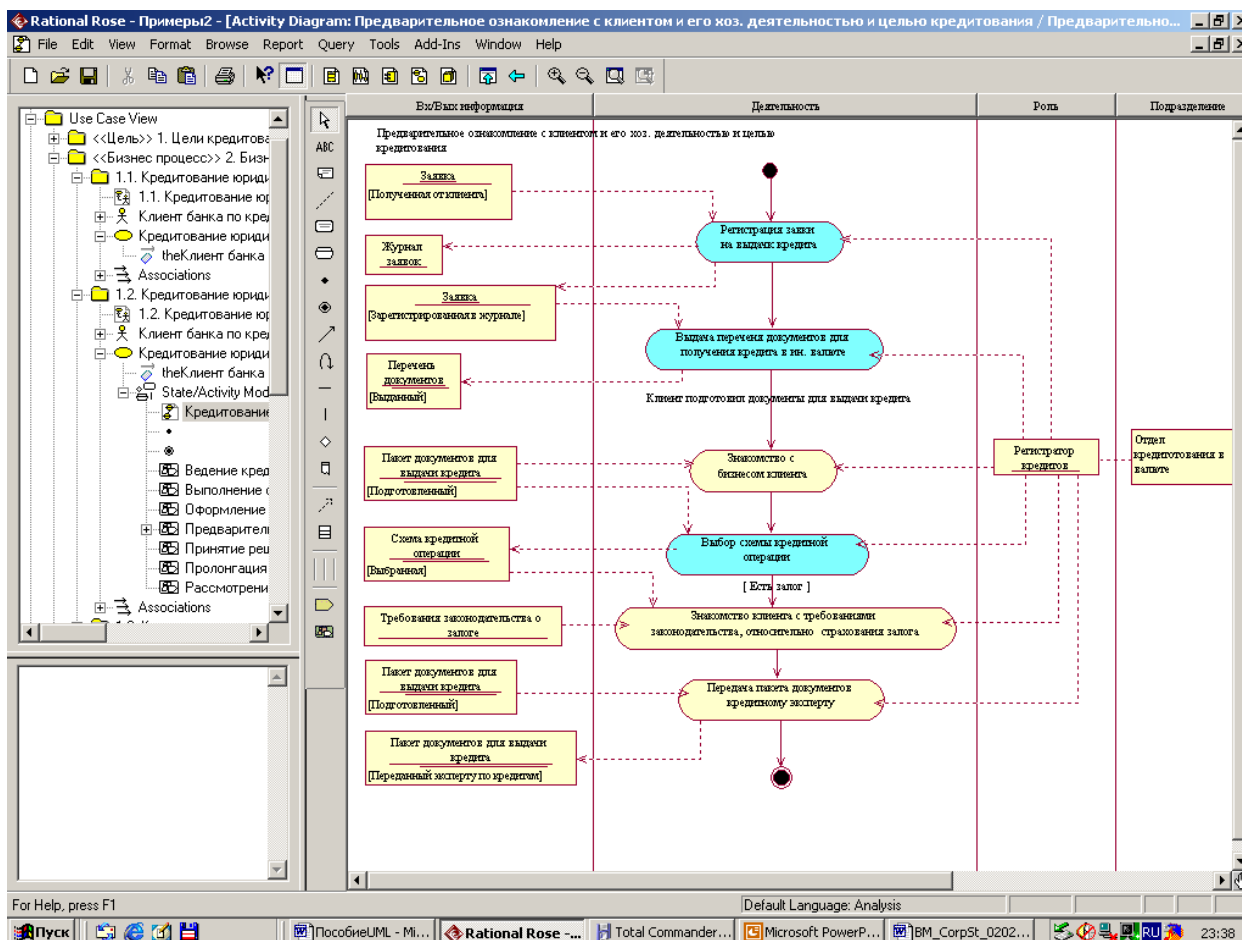 Rational Rose - Примеры2 - [Activity Diagram: Предварительное ознакомление с клиентом и его хоз. деятельностью и целью кредитования / Предварительно...
File Edit View Format Browse Report Query Tools Add-Ins Window Help
Use Case View
<<Цель>> 1. Цели кредитова
<<Бизнес процесс>> 2. Бизн
1.1. Кредитование юриди
1.1. Кредитование юр
Клиент банка по кред
Кредитование юриди
theКлиент банка
Associations
1.2. Кредитование юриди
1.2. Кредитование юр
Клиент банка по кред
Кредитование юриди
theКлиент банка
State/Activity Mod
Кредитование
Ведение кред
Выполнение о
Оформление
Предварител
Принятие реш
Пролонгация
Рассмотрени
Associations
ABC
Вх/Вых информация
Деятельность
Роль
Подразделение
Предварительное ознакомление с клиентом и его хоз. деятельностью и целью
кредитования
Заявка
[Полученная от клиента]
Регистрация заявки
на выдачу кредита
Журнал
заявок
Заявка
[Зарегистрированная в журнале]
Выдача перечня документов для
получения кредита в ин. валюте
Перечень
документов
[Выданный]
Клиент подготовил документы для выдачи кредита
Пакет документов для
выдачи кредита
[Подготовленный]
Знакомство с
бизнесом клиента
Регистратор
кредитов
Отдел
кредитотования в
валюте
Схема кредитной
операции
[Выбранная]
Выбор схемы кредитной
операции
[ Есть залог ]
Требования законодательства о
залоге
Знакомство клиента с требованиями
законодательства, относительно страхования залога
Пакет документов для
выдачи кредита
[Подготовленный]
Передача пакета документов
кредитному эксперту
Пакет документов для выдачи
кредита
[Переданный эксперту по кредитам]
For Help, press F1
Default Language: Analysis
Пуск
ПособиеUML - Mi...
Rational Rose -...
Total Commander...
Microsoft PowerP...
BM_CorpSt_0202...
RU
23:38